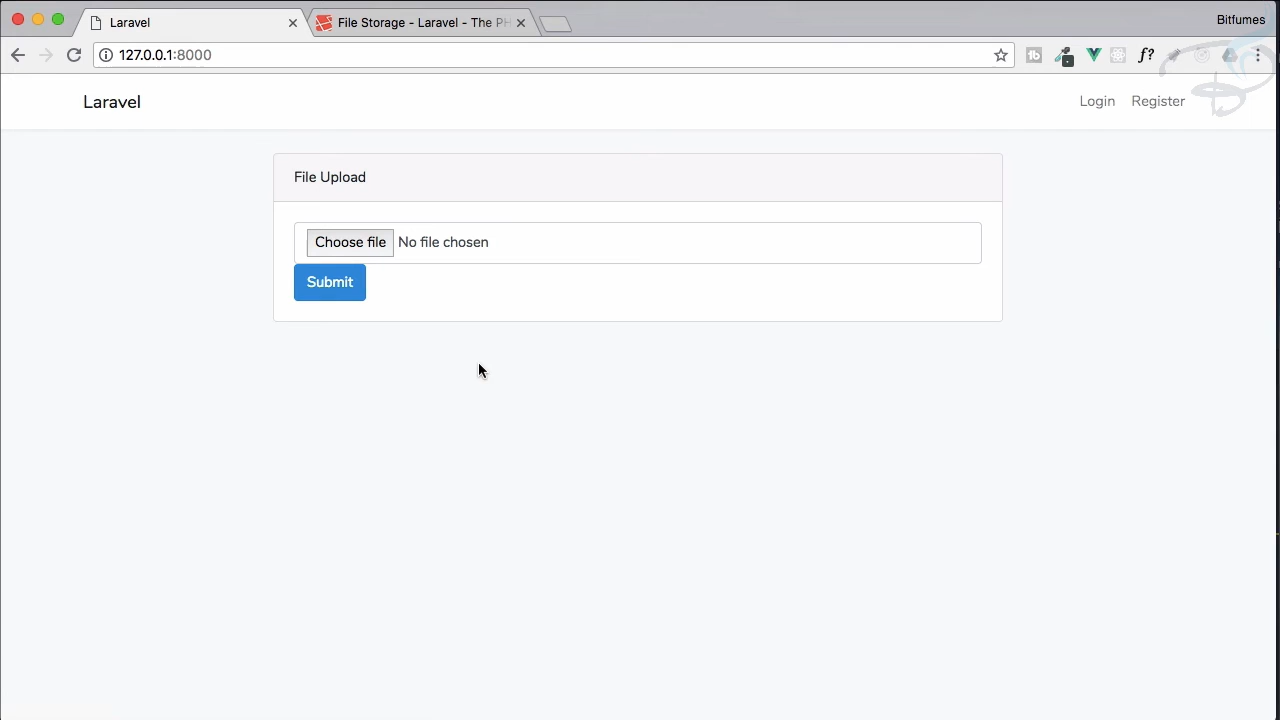 Laravel
File Storage - Laravel - The PH
Bitfumes
127.0.0.1:8000
f?
Laravel
Login
Register
File Upload
Choose file No file chosen
Submit